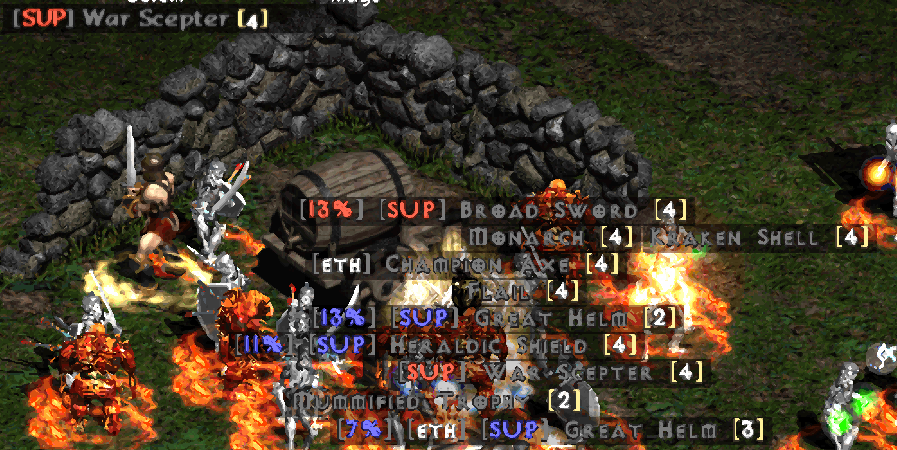 [SUP] War Scepter [4]
[13%] [SUP] Broad Sword [4]
Monarch [4] Kraken Shell [4]
[ETH] Champion Axe [4]
Flail [4]
[13%] [SUP] Great Helm [2]
[11%] [SUP] Heraldic Shield [4]
[SUP] War Scepter [4]
Mummified Trophy [2]
[7%] [ETH] [SUP] Great Helm [3]